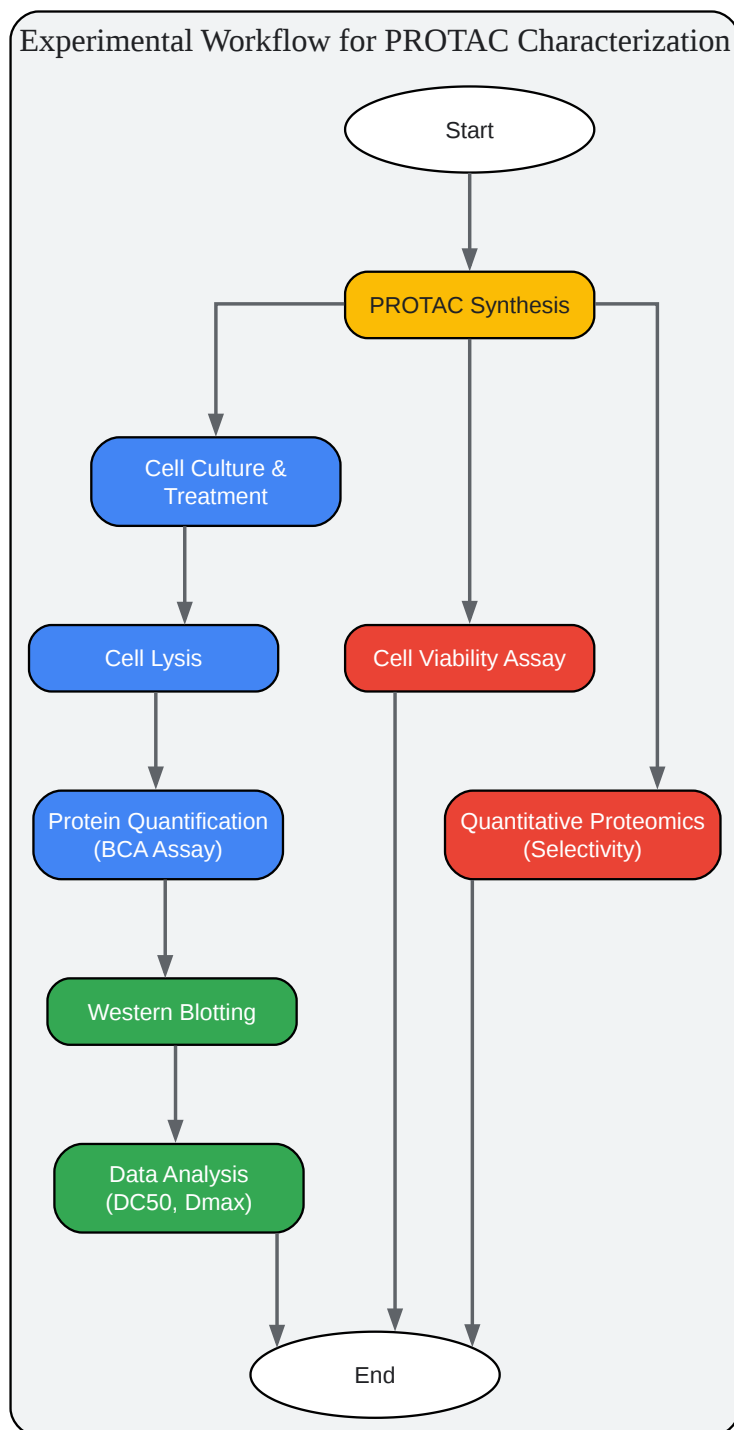 Experimental Workflow for PROTAC Characterization
Start
PROTAC Synthesis
Cell Culture &
Treatment
Cell Lysis
Cell Viability Assay
Protein Quantification
(BCA Assay)
Quantitative Proteomics
(Selectivity)
Western Blotting
Data Analysis
(DC50, Dmax)
End